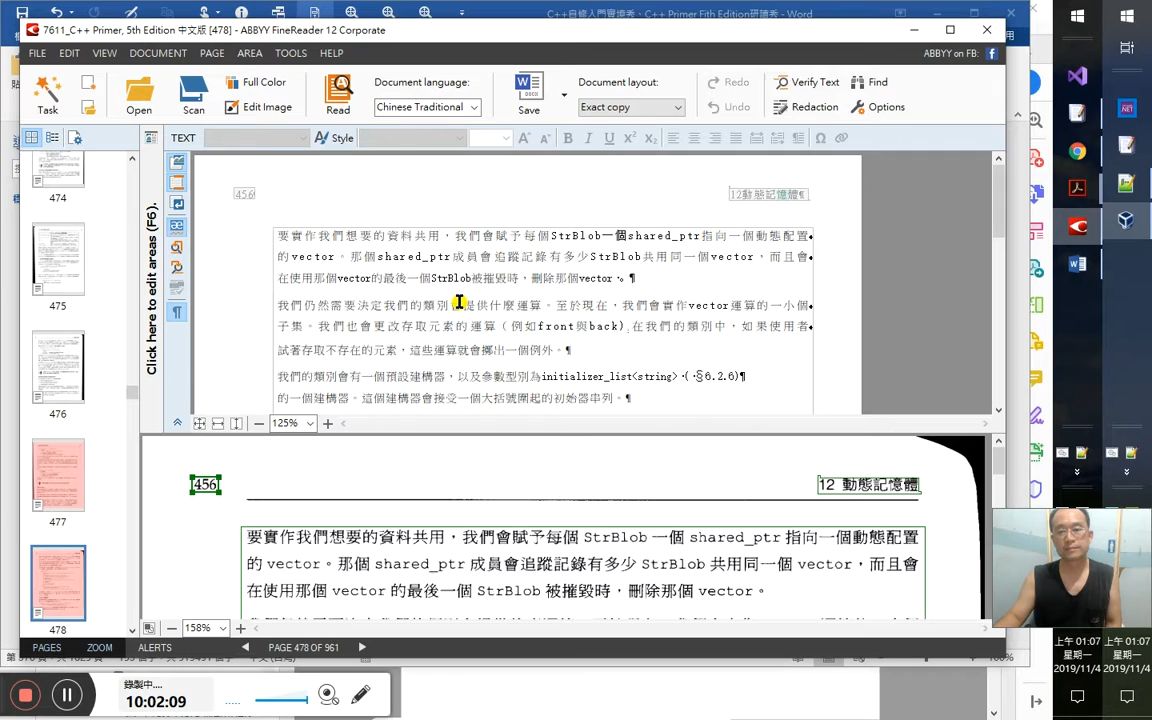 C++自修入門實境秀、C++ Primer Fith Edition研讀秀 - Word
7611_C++ Primer, 5th Edition 中文版 [478] - ABBYY FineReader 12 Corporate
FILE EDIT VIEW DOCUMENT PAGE AREA TOOLS HELP
ABBYY on FB:
Task Open Scan
Full Color
Edit Image
Read
Document language:
Chinese Traditional
Save
Document layout:
Exact copy
Redo
Undo
Verify Text
Redaction
Find
Options
TEXT
Style
474
475
476
477
478
Click here to edit areas (F6).
456
12動態記憶體¶
要實作我們想要的資料共用，我們會賦予每個StrBlob一個shared_ptr指向一個動態配置
的vector。那個shared_ptr成員會追蹤記錄有多少StrBlob共用同一個vector，而且會
在使用那個vector的最後一個StrBlob被摧毀時，刪除那個vector·。¶
我們仍然需要決定我們的類別 提供什麼運算。至於現在，我們會實作vector運算的一小個
子集。我們也會更改存取元素的運算（例如front與back).在我們的類別中，如果使用者
試著存取不存在的元素，這些運算就會擲出一個例外。¶
我們的類別會有一個預設建構器，以及參數型別為initializer_list<string>·(·§6.2.6)¶
的一個建構器。這個建構器會接受一個大括號圍起的初始器串列。¶
125%
456
12 動態記憶體
要實作我們想要的資料共用，我們會賦予每個 StrBlob 一個 shared_ptr 指向一個動態配置
的 vector。那個 shared_ptr 成員會追蹤記錄有多少 StrBlob 共用同一個 vector，而且會
在使用那個 vector 的最後一個 StrBlob 被摧毀時，刪除那個 vector。
158%
PAGES ZOOM ALERTS
PAGE 478 OF 961
錄製中....
10:02:09
上午 01:07
星期一
2019/11/4
上午 01:07
星期一
2019/11/4